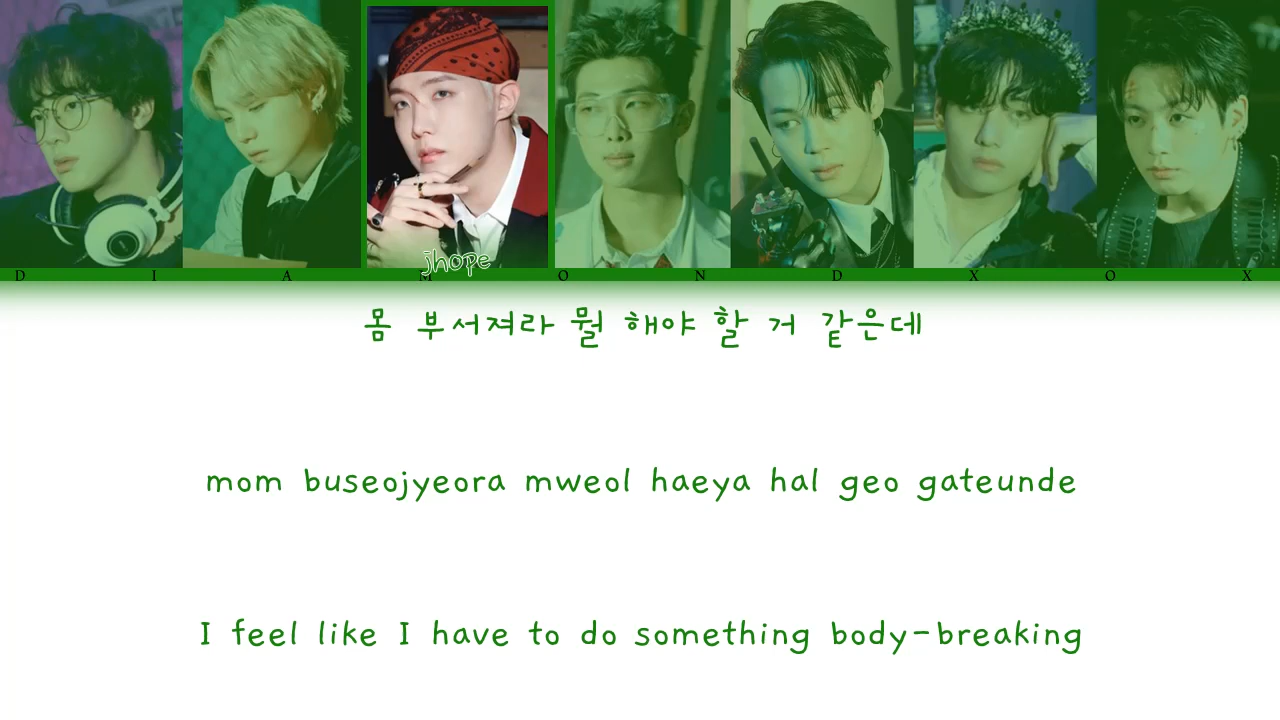 jhope
D I A M O N D X O X
몸 부서져라 뭘 해야 할 거 같은데
mom buseojyeora mweol haeya hal geo gateunde
I feel like I have to do something body-breaking